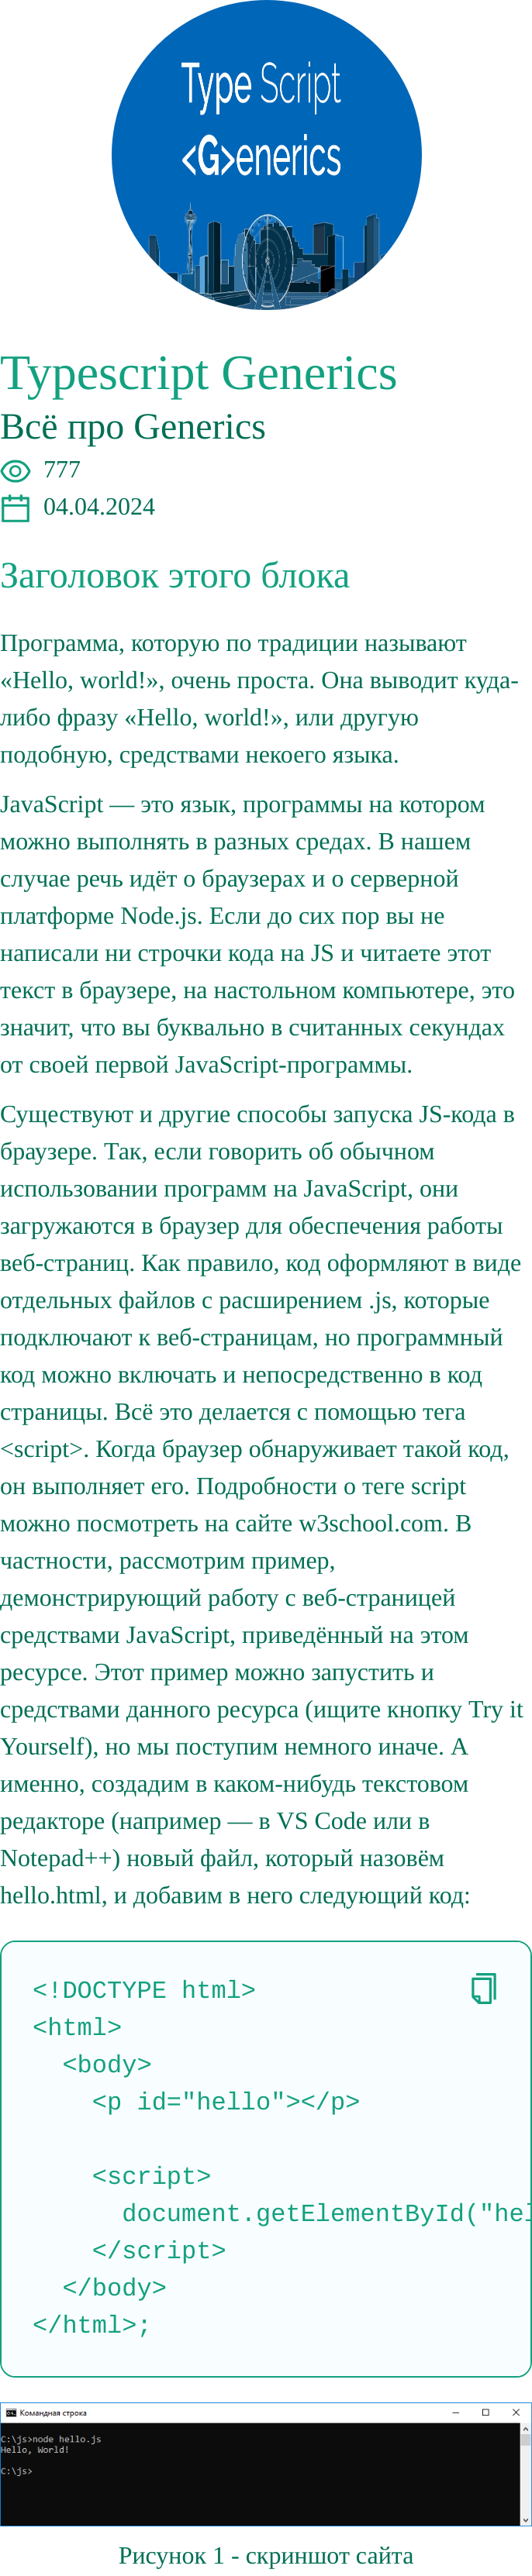 Type Script
<G>enerics
Typescript Generics
Всё про Generics
777
04.04.2024
Заголовок этого блока
Программа, которую по традиции называют
«Hello, world!», очень проста. Она выводит куда-
либо фразу «Hello, world!», или другую
подобную, средствами некоего языка.
JavaScript — это язык, программы на котором
можно выполнять в разных средах. В нашем
случае речь идёт о браузерах и о серверной
платформе Node.js. Если до сих пор вы не
написали ни строчки кода на JS и читаете этот
текст в браузере, на настольном компьютере, это
значит, что вы буквально в считанных секундах
от своей первой JavaScript-программы.
Существуют и другие способы запуска JS-кода в
браузере. Так, если говорить об обычном
использовании программ на JavaScript, они
загружаются в браузер для обеспечения работы
веб-страниц. Как правило, код оформляют в виде
отдельных файлов с расширением .js, которые
подключают к веб-страницам, но программный
код можно включать и непосредственно в код
страницы. Всё это делается с помощью тега
<script>. Когда браузер обнаруживает такой код,
он выполняет его. Подробности о теге script
можно посмотреть на сайте w3school.com. В
частности, рассмотрим пример,
демонстрирующий работу с веб-страницей
средствами JavaScript, приведённый на этом
ресурсе. Этот пример можно запустить и
средствами данного ресурса (ищите кнопку Try it
Yourself), но мы поступим немного иначе. А
именно, создадим в каком-нибудь текстовом
редакторе (например — в VS Code или в
Notepad++) новый файл, который назовём
hello.html, и добавим в него следующий код:
<!DOCTYPE html>
<html>
  <body>
    <p id="hello"></p>
    <script>
      document.getElementById("hel
    </script>
  </body>
</html>;
Командная строка
C:\js>node hello.js
Hello, World!
C:\js>
Рисунок 1 - скриншот сайта